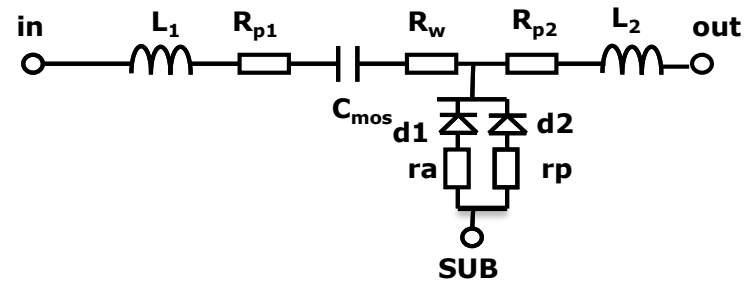 in L₁ Rp1 Cmos Rw Rp2 L₂ out
d1 d2
ra rp
SUB